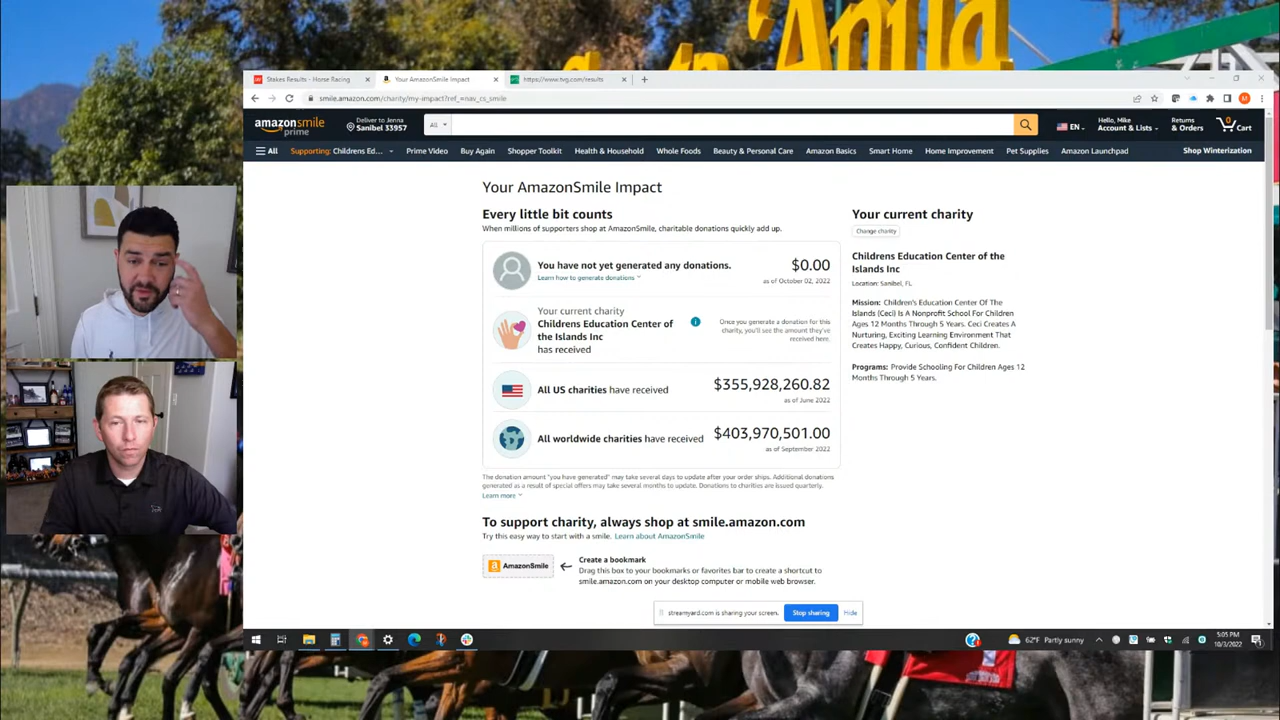 Anita
Stakes Results - Horse Racing
Your AmazonSmile Impact
https://www.tvg.com/results
smile.amazon.com/charity/my-impact?ref_=nav_cs_smile
amazonsmile
prime
Deliver to Jenna
Sanibel 33957
All
EN
Hello, Mike
Account & Lists
Returns
& Orders
0
Cart
All
Supporting: Childrens Ed...
Prime Video
Buy Again
Shopper Toolkit
Health & Household
Whole Foods
Beauty & Personal Care
Amazon Basics
Smart Home
Home Improvement
Pet Supplies
Amazon Launchpad
Shop Winterization
Your AmazonSmile Impact
Every little bit counts
When millions of supporters shop at AmazonSmile, charitable donations quickly add up.
You have not yet generated any donations.
Learn how to generate donations
$0.00
as of October 02, 2022
Your current charity
Childrens Education Center of
the Islands Inc
has received
Once you generate a donation for this
charity, you'll see the amount they've
received here.
All US charities have received
$355,928,260.82
as of June 2022
All worldwide charities have received
$403,970,501.00
as of September 2022
The donation amount "you have generated" may take several days to update after your order ships. Additional donations
generated as a result of special offers may take several months to update. Donations to charities are issued quarterly.
Learn more
To support charity, always shop at smile.amazon.com
Try this easy way to start with a smile. Learn about AmazonSmile
AmazonSmile
Create a bookmark
Drag this box to your bookmarks or favorites bar to create a shortcut to
smile.amazon.com on your desktop computer or mobile web browser.
Your current charity
Change charity
Childrens Education Center of the
Islands Inc
Location: Sanibel, FL
Mission: Children's Education Center Of The
Islands (Ceci) Is A Nonprofit School For Children
Ages 12 Months Through 5 Years. Ceci Creates A
Nurturing, Exciting Learning Environment That
Creates Happy, Curious, Confident Children.
Programs: Provide Schooling For Children Ages 12
Months Through 5 Years.
streamyard.com is sharing your screen.
Stop sharing
Hide
62°F Partly sunny
5:05 PM
10/3/2022